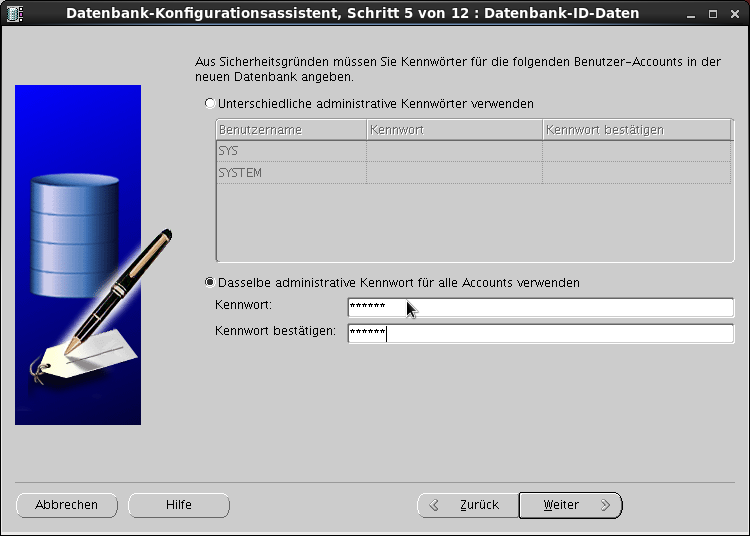 Datenbank-Konfigurationsassistent, Schritt 5 von 12 : Datenbank-ID-Daten
Aus Sicherheitsgründen müssen Sie Kennwörter für die folgenden Benutzer-Accounts in der
neuen Datenbank angeben.
Unterschiedliche administrative Kennwörter verwenden
Benutzername Kennwort Kennwort bestätigen
SYS
SYSTEM
Dasselbe administrative Kennwort für alle Accounts verwenden
Kennwort: ******
Kennwort bestätigen: ******
Abbrechen Hilfe Zurück Weiter